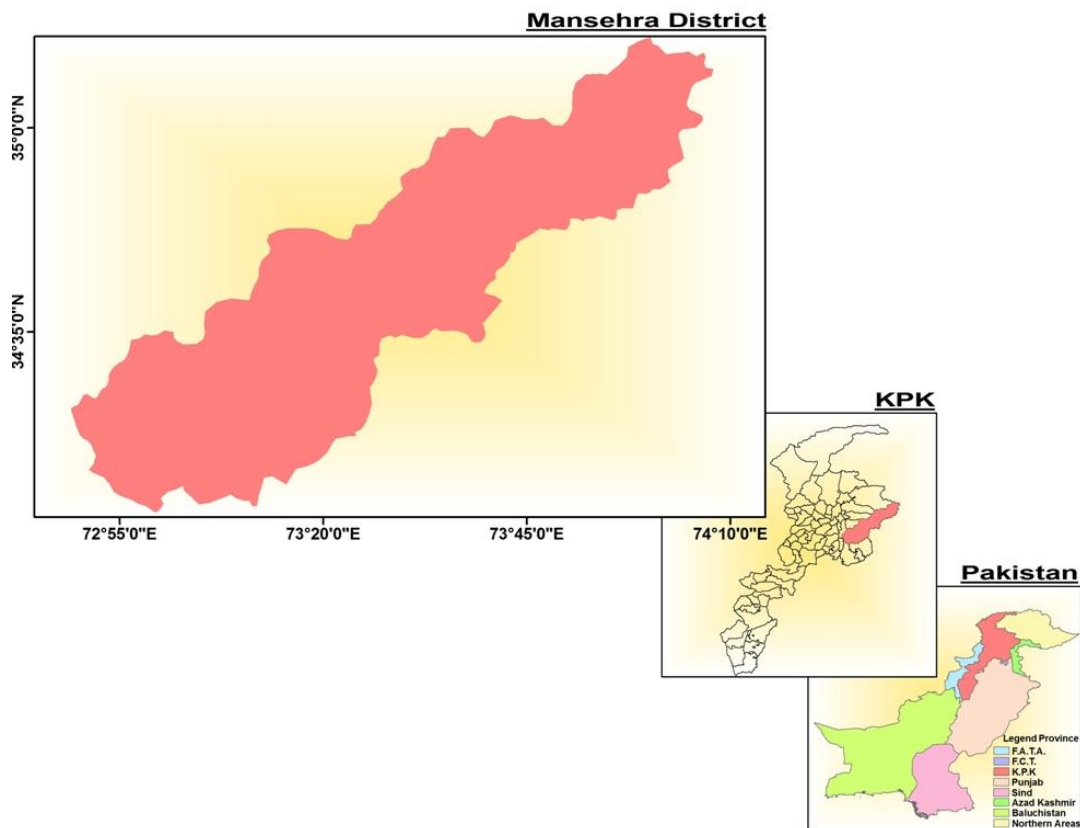 Mansehra District
35°0'0"N
34°35'0"N
72°55'0"E
73°20'0"E
73°45'0"E
74°10'0"E
KPK
Pakistan
Legend Province
F.A.T.A.
F.C.T.
K.P.K
Punjab
Sind
Azad Kashmir
Baluchistan
Northern Areas